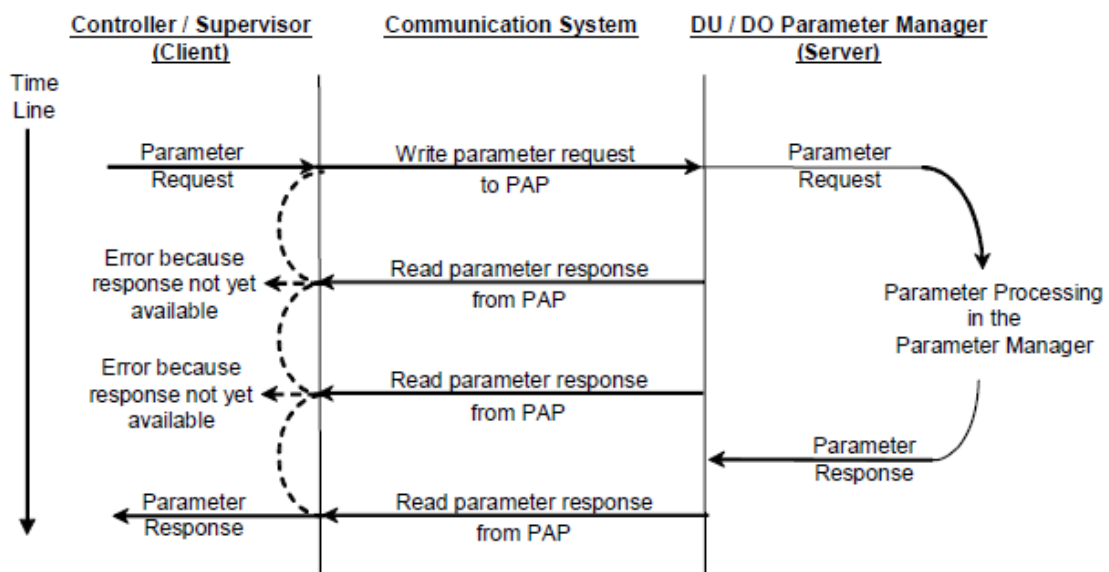 Controller / Supervisor
(Client)
Communication System
DU / DO Parameter Manager
(Server)
Time
Line
Parameter
Request
Write parameter request
to PAP
Parameter
Request
Error because
response not yet
available
Read parameter response
from PAP
Parameter Processing
in the
Parameter Manager
Error because
response not yet
available
Read parameter response
from PAP
Parameter
Response
Parameter
Response
Read parameter response
from PAP